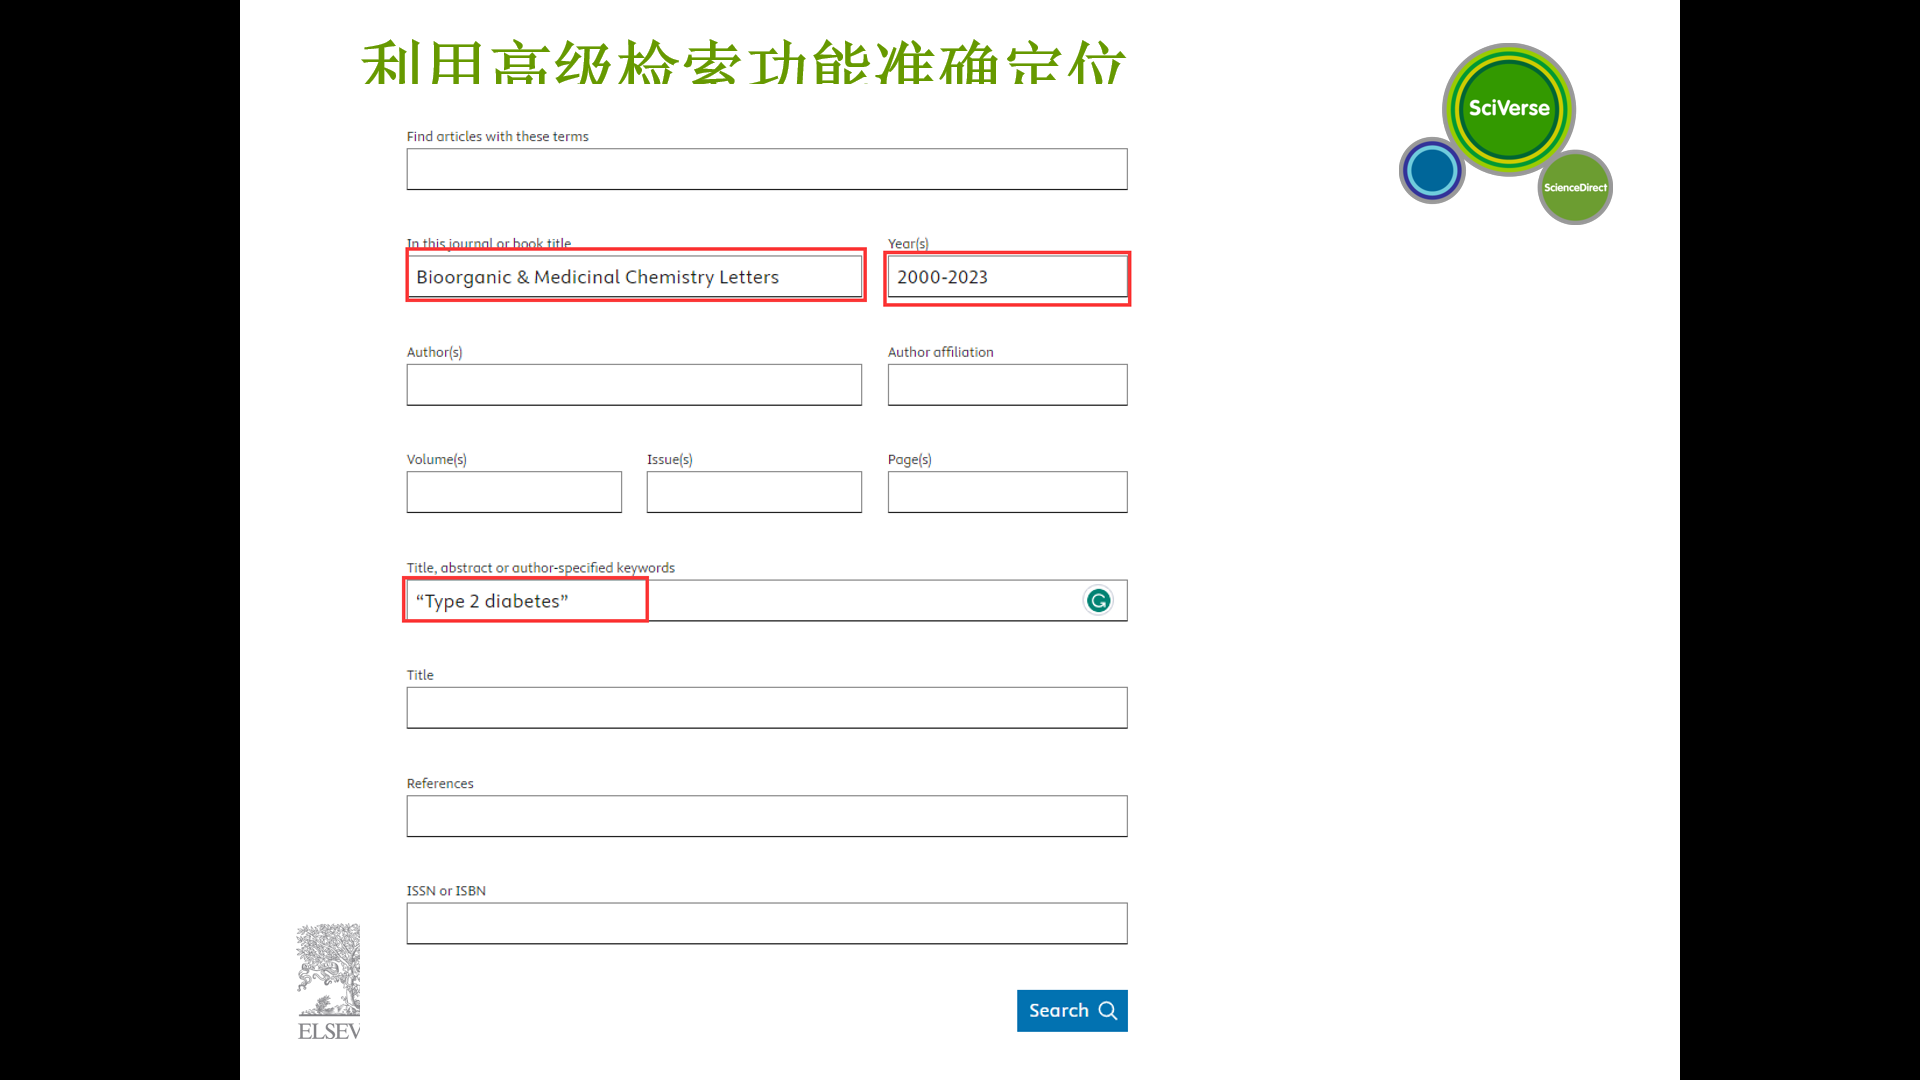 利用高级检索功能准确定位
SciVerse
ScienceDirect
Find articles with these terms
In this journal or book title
Year(s)
Bioorganic & Medicinal Chemistry Letters
2000-2023
Author(s)
Author affiliation
Volume(s)
Issue(s)
Page(s)
Title, abstract or author-specified keywords
“Type 2 diabetes”
Title
References
ISSN or ISBN
Search
ELSEV